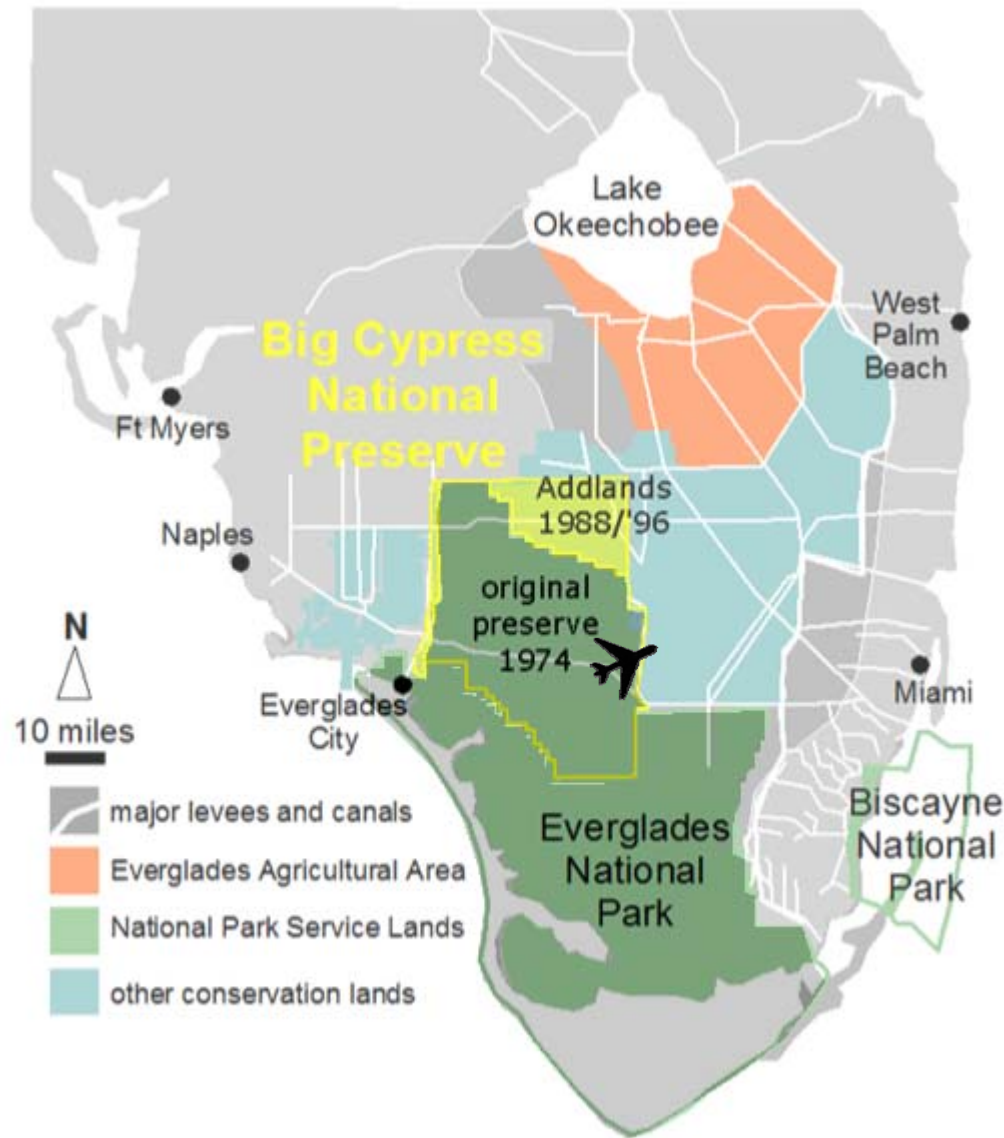 Lake
Okeechobee
West
Palm
Beach
Big Cypress
National
Preserve
Ft Myers
Addlands
1988/'96
Naples
original
preserve
1974
N
10 miles
Everglades
City
Miami
major levees and canals
Everglades Agricultural Area
National Park Service Lands
other conservation lands
Everglades
National
Park
Biscayne
National
Park